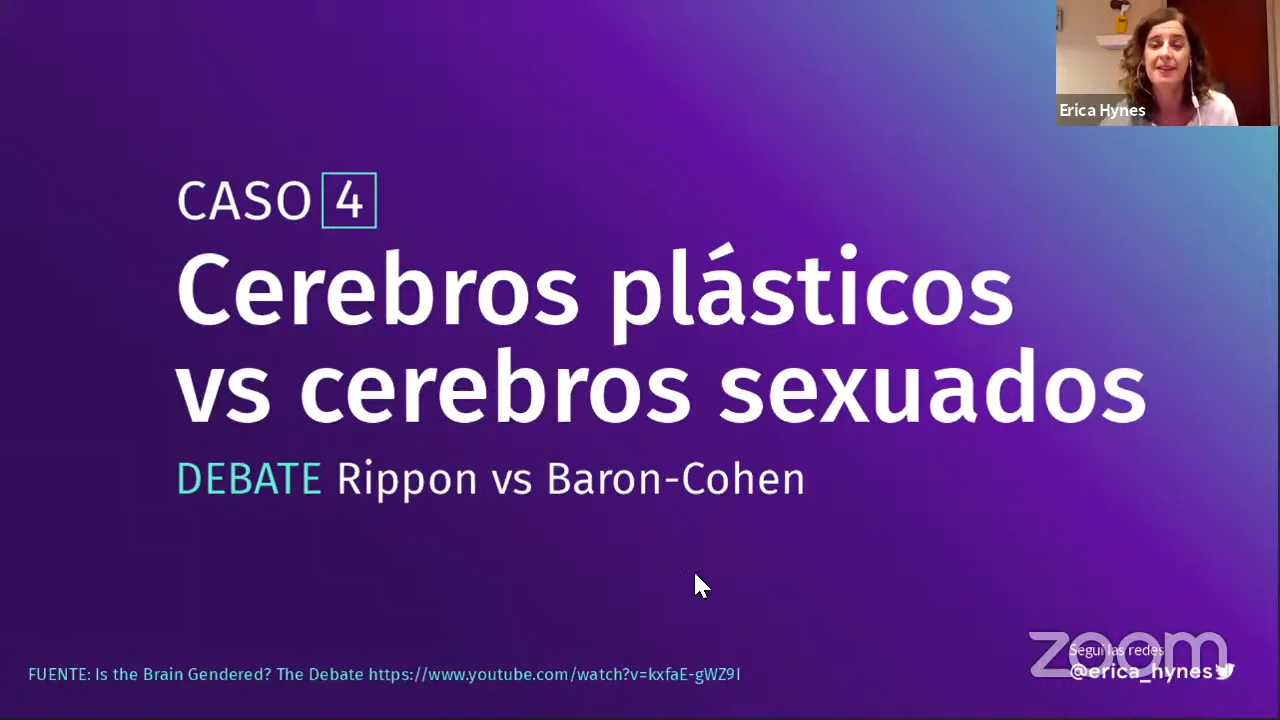 Erica Hynes
CASO 4
Cerebros plásticos
vs cerebros sexuados
DEBATE Rippon vs Baron-Cohen
FUENTE: Is the Brain Gendered? The Debate https://www.youtube.com/watch?v=kxfaE-gWZ9I
zoom
Seguí las redes
@erica_hynes